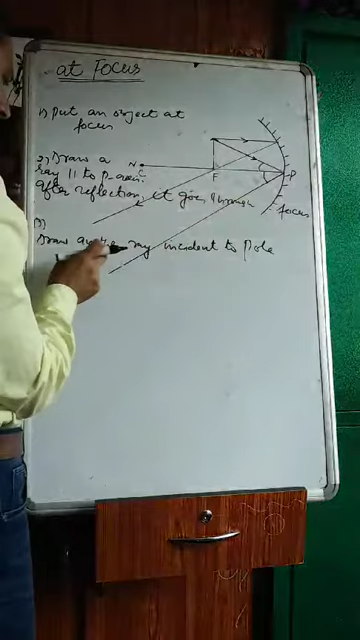 at Focus
1) Put an object at
focus
2) Draw a
ray || to P.axis
After reflection, it goes through
focus
3)
Draw ray incident to Pole
N
C
F
P